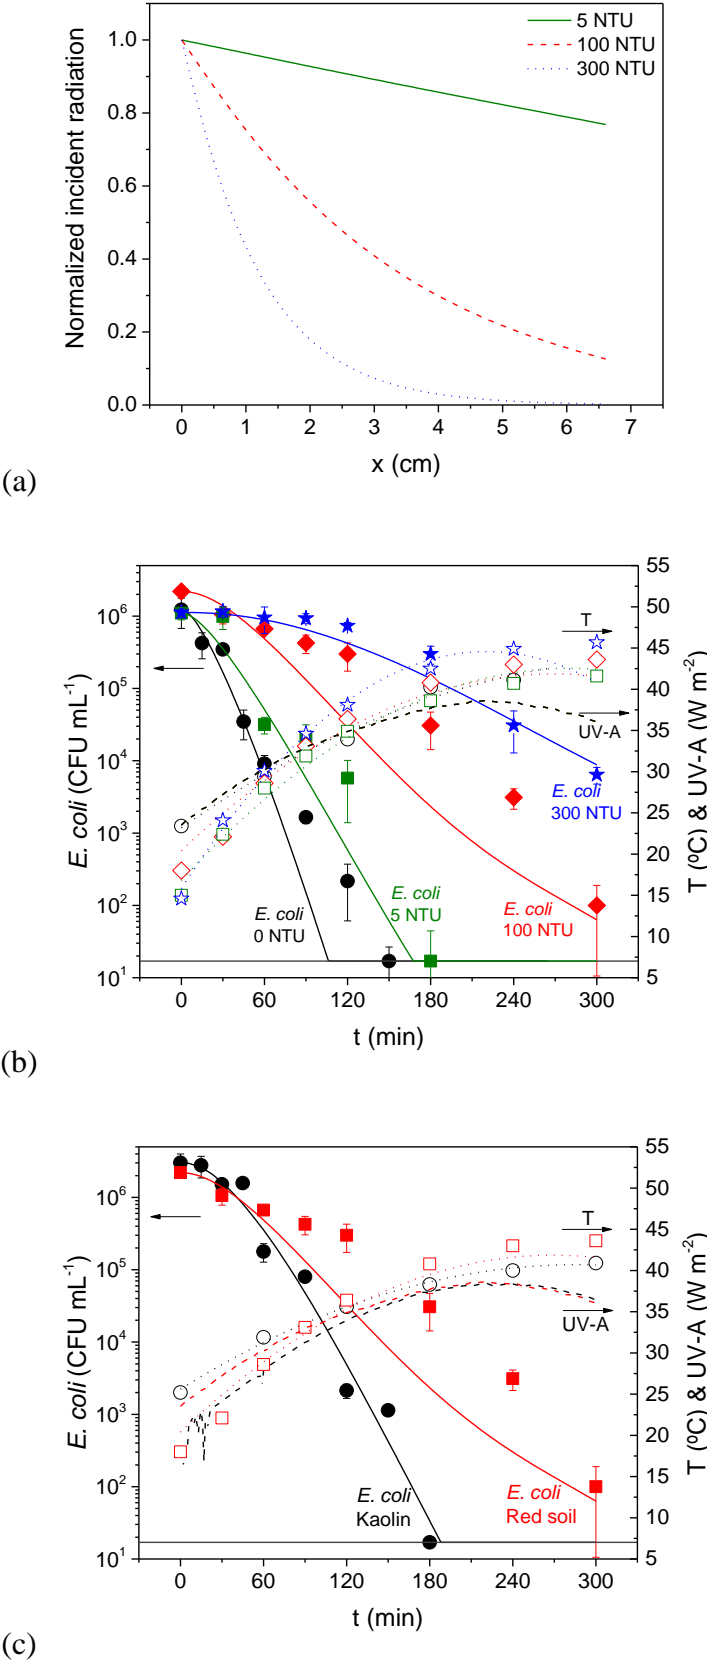 5 NTU
100 NTU
300 NTU
1.0
0.8
0.6
0.4
0.2
0.0
Normalized incident radiation
0 1 2 3 4 5 6 7
x (cm)
(a)
10^6
10^5
10^4
10^3
10^2
10^1
E. coli (CFU mL^-1)
55
50
45
40
35
30
25
20
15
10
5
T (ºC) & UV-A (W m^-2)
T
UV-A
E. coli
300 NTU
E. coli
5 NTU
E. coli
0 NTU
E. coli
100 NTU
0 60 120 180 240 300
t (min)
(b)
10^6
10^5
10^4
10^3
10^2
10^1
E. coli (CFU mL^-1)
55
50
45
40
35
30
25
20
15
10
5
T (ºC) & UV-A (W m^-2)
T
UV-A
E. coli
Kaolin
E. coli
Red soil
0 60 120 180 240 300
t (min)
(c)